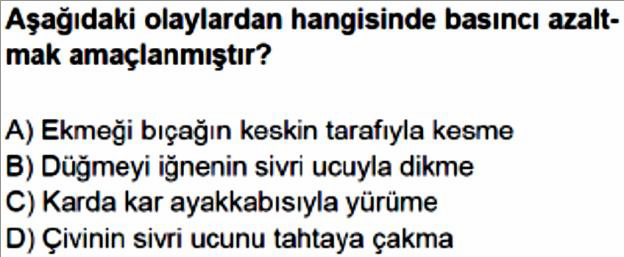 Aşağıdaki olaylardan hangisinde basıncı azalt-
mak amaçlanmıştır?
A) Ekmeği bıçağın keskin tarafıyla kesme
B) Düğmeyi iğnenin sivri ucuyla dikme
C) Karda kar ayakkabısıyla yürüme
D) Çivinin sivri ucunu tahtaya çakma